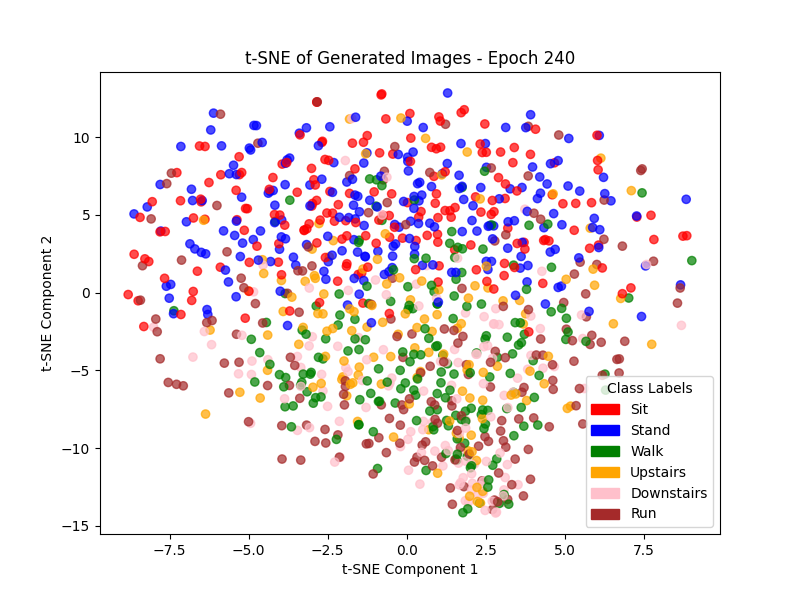 t-SNE of Generated Images - Epoch 240
t-SNE Component 2
10
5
0
−5
−10
−15
−7.5
−5.0
−2.5
0.0
2.5
5.0
7.5
t-SNE Component 1
Class Labels
Sit
Stand
Walk
Upstairs
Downstairs
Run